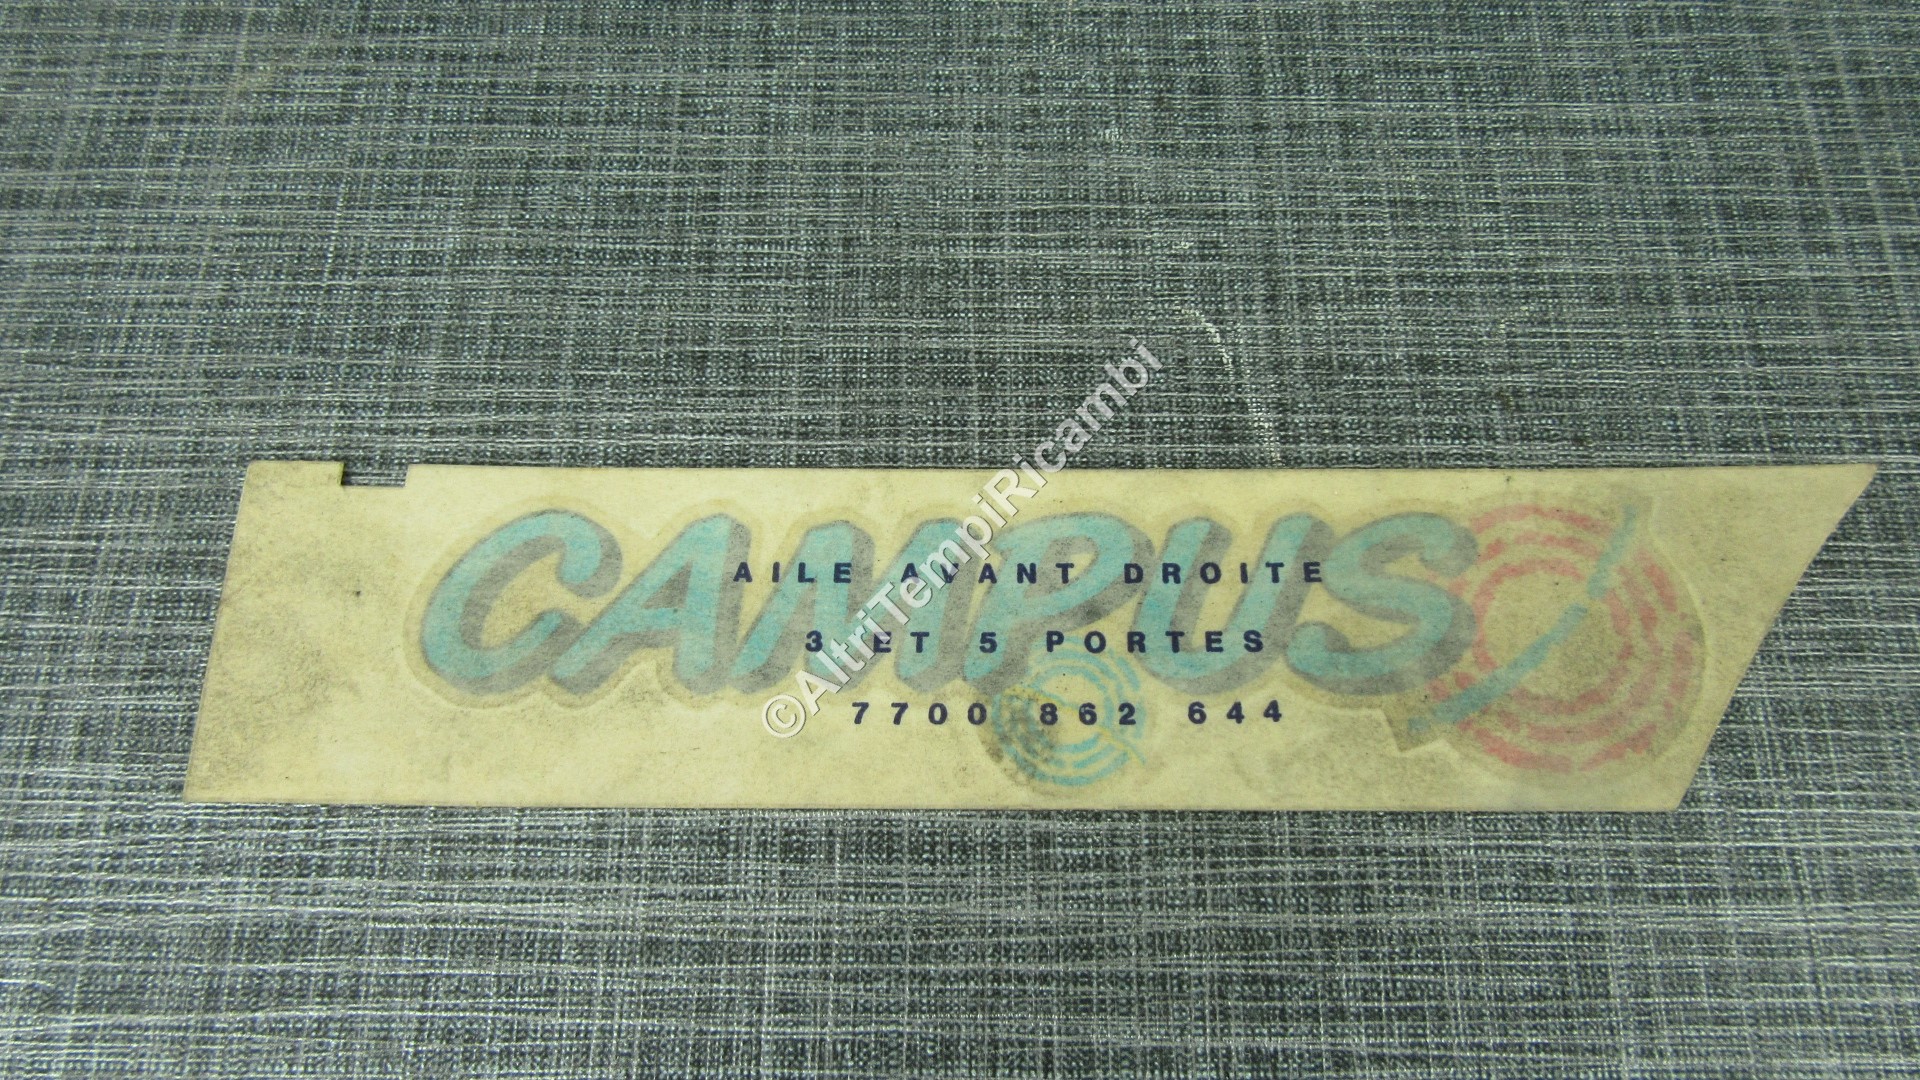 CAMPUS
AILE AVANT DROITE
3 ET 5 PORTES
7700 862 644
©AltriTempiRicambi